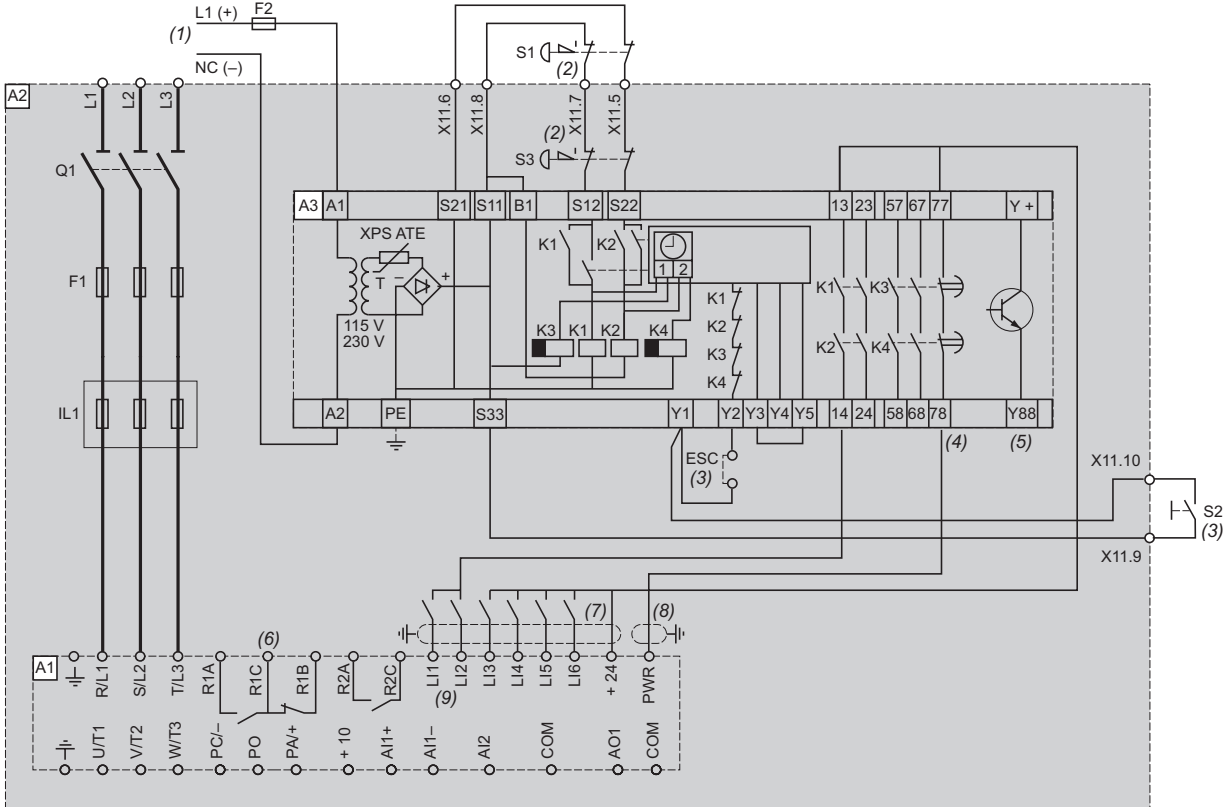 L1 (+) F2
(1)
NC (–)
S1
(2)
A2
L1 L2 L3
X11.6 X11.8 X11.7 X11.5
(2)
S3
Q1
A3 A1 S21 S11 B1 S12 S22 13 23 57 67 77 Y +
XPS ATE
K1 K2
1 2
T – +
F1
K1 K3
K1
115 V
230 V
K3 K1 K2 K4
K2
K3
K4
K2 K4
IL1
A2 PE S33 Y1 Y2 Y3 Y4 Y5 14 24 58 68 78 Y88
(4) (5)
ESC
(3)
X11.10
S2
(3)
X11.9
(6) (7) (8)
A1
R/L1 S/L2 T/L3 R1A R1C R1B R2A R2C LI1 LI2 LI3 LI4 LI5 LI6 + 24 PWR
(9)
U/T1 V/T2 W/T3 PC/– PO PA/+ + 10 AI1+ AI1– AI2 COM AO1 COM